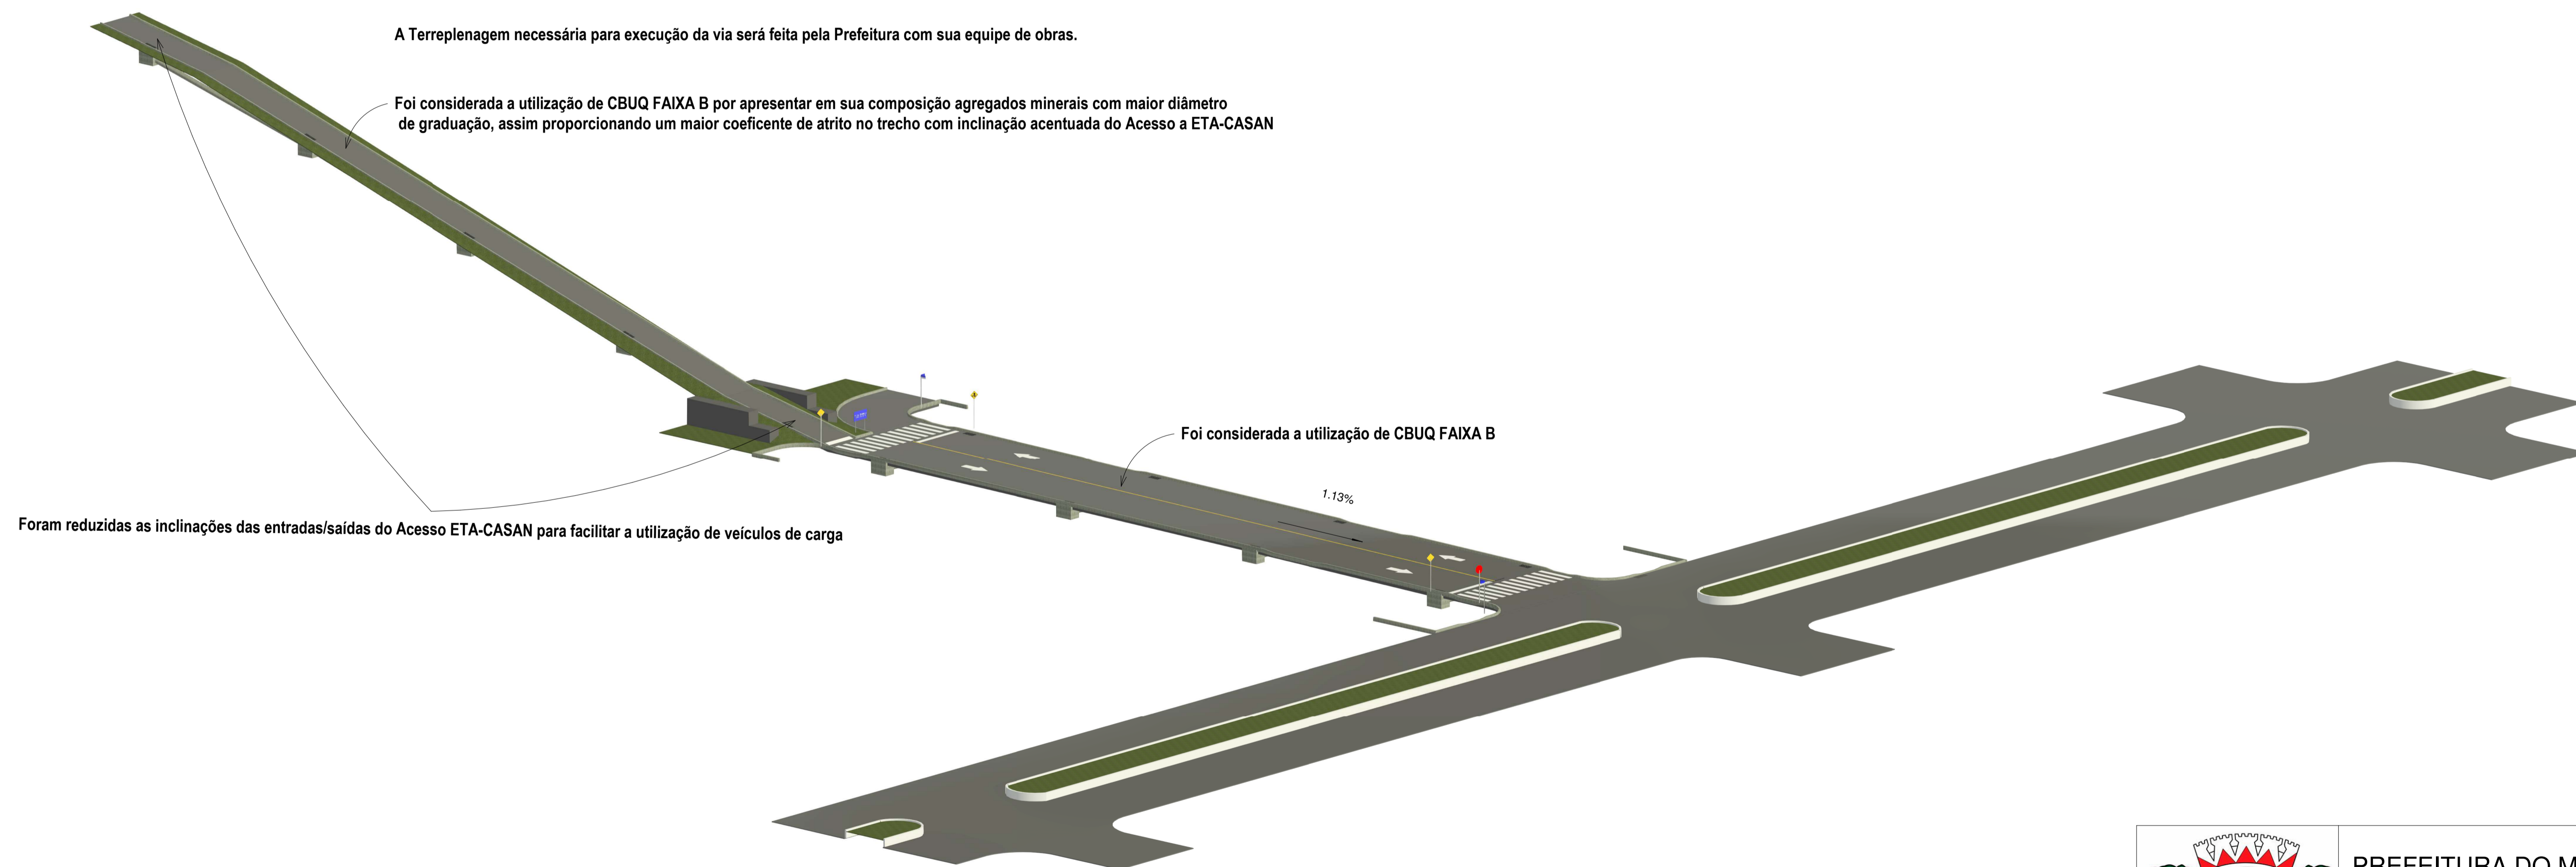 A Terreplenagem necessária para execução da via será feita pela Prefeitura com sua equipe de obras.
Foi considerada a utilização de CBUQ FAIXA B por apresentar em sua composição agregados minerais com maior diâmetro
de graduação, assim proporcionando um maior coeficente de atrito no trecho com inclinação acentuada do Acesso a ETA-CASAN
Foi considerada a utilização de CBUQ FAIXA B
1.13%
Foram reduzidas as inclinações das entradas/saídas do Acesso ETA-CASAN para facilitar a utilização de veículos de carga
PREFEITURA DO M